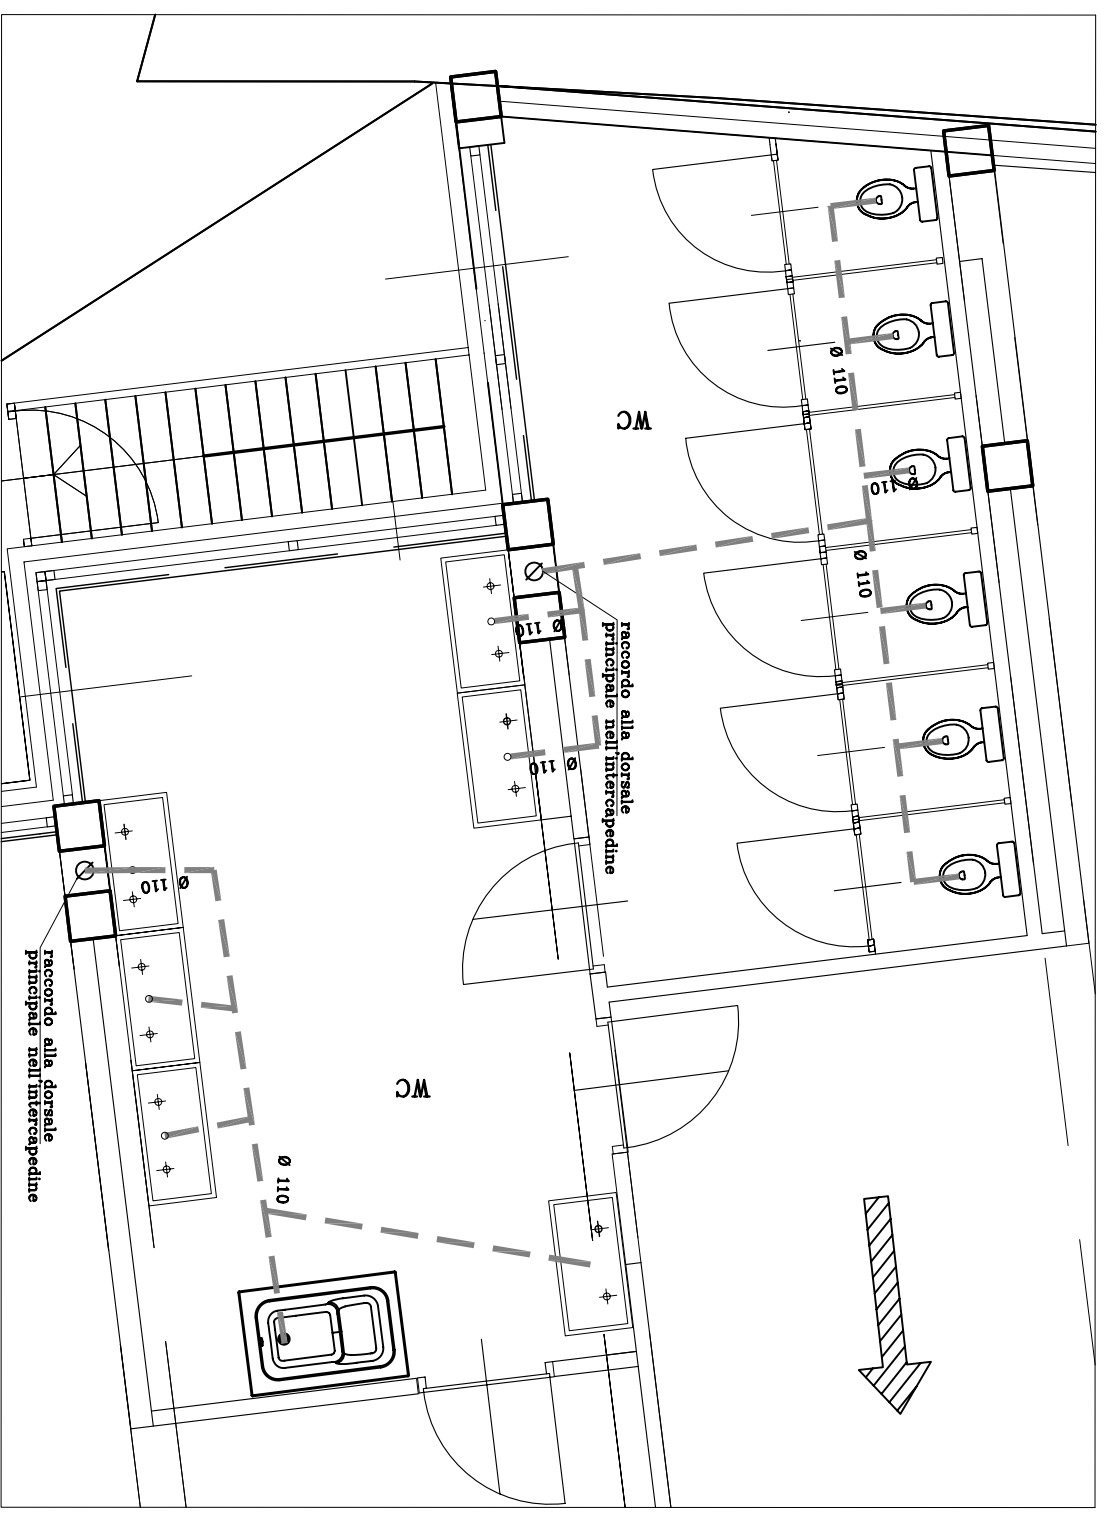 Ø 110
Ø 110
WC
Ø 110
Ø 110
raccordo alla dorsale
principale nell'intercapedine
Ø 110
Ø 110
raccordo alla dorsale
principale nell'intercapedine
WC
Ø 110